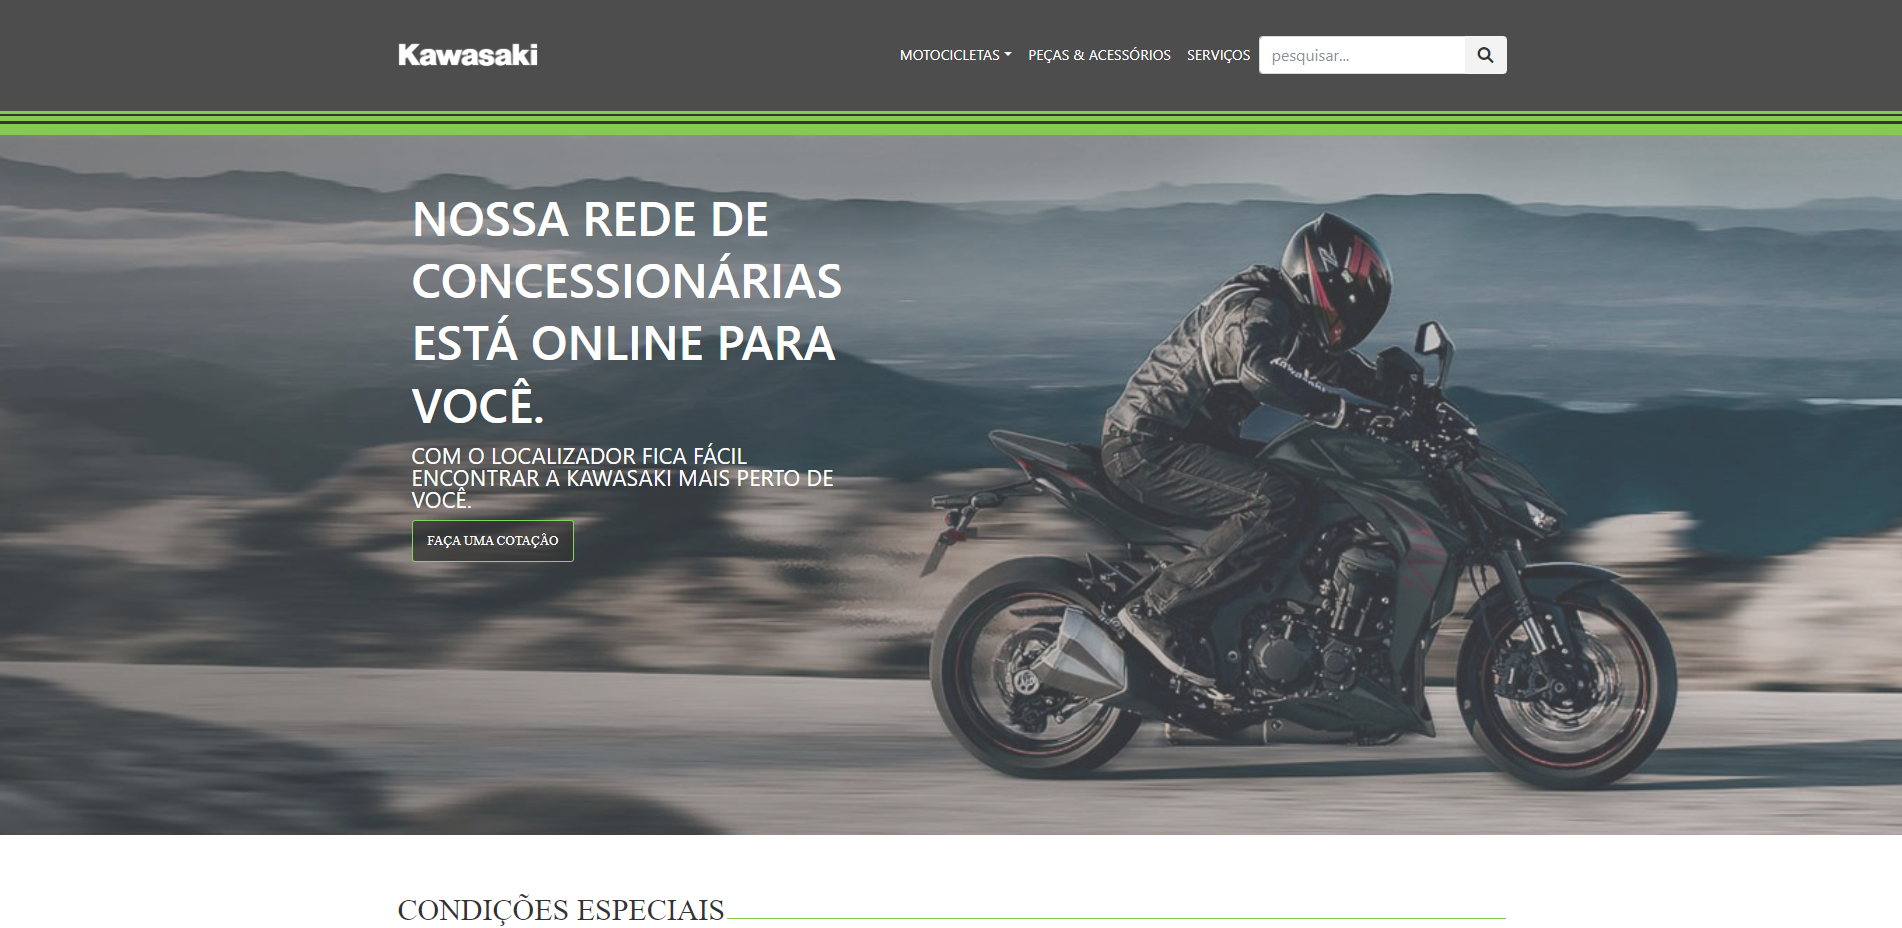 Kawasaki
MOTOCICLETAS
PEÇAS & ACESSÓRIOS
SERVIÇOS
pesquisar...
NOSSA REDE DE
CONCESSIONÁRIAS
ESTÁ ONLINE PARA
VOCÊ.
COM O LOCALIZADOR FICA FÁCIL
ENCONTRAR A KAWASAKI MAIS PERTO DE
VOCÊ.
FAÇA UMA COTAÇÃO
Kawasaki
CONDIÇÕES ESPECIAIS